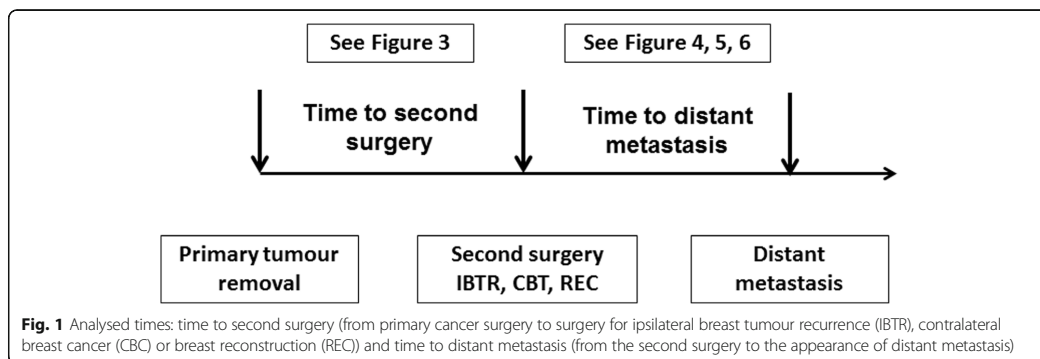 See Figure 3
See Figure 4, 5, 6
Time to second
surgery
Time to distant
metastasis
Primary tumour
removal
Second surgery
IBTR, CBT, REC
Distant
metastasis
Fig. 1 Analysed times: time to second surgery (from primary cancer surgery to surgery for ipsilateral breast tumour recurrence (IBTR), contralateral
breast cancer (CBC) or breast reconstruction (REC)) and time to distant metastasis (from the second surgery to the appearance of distant metastasis)